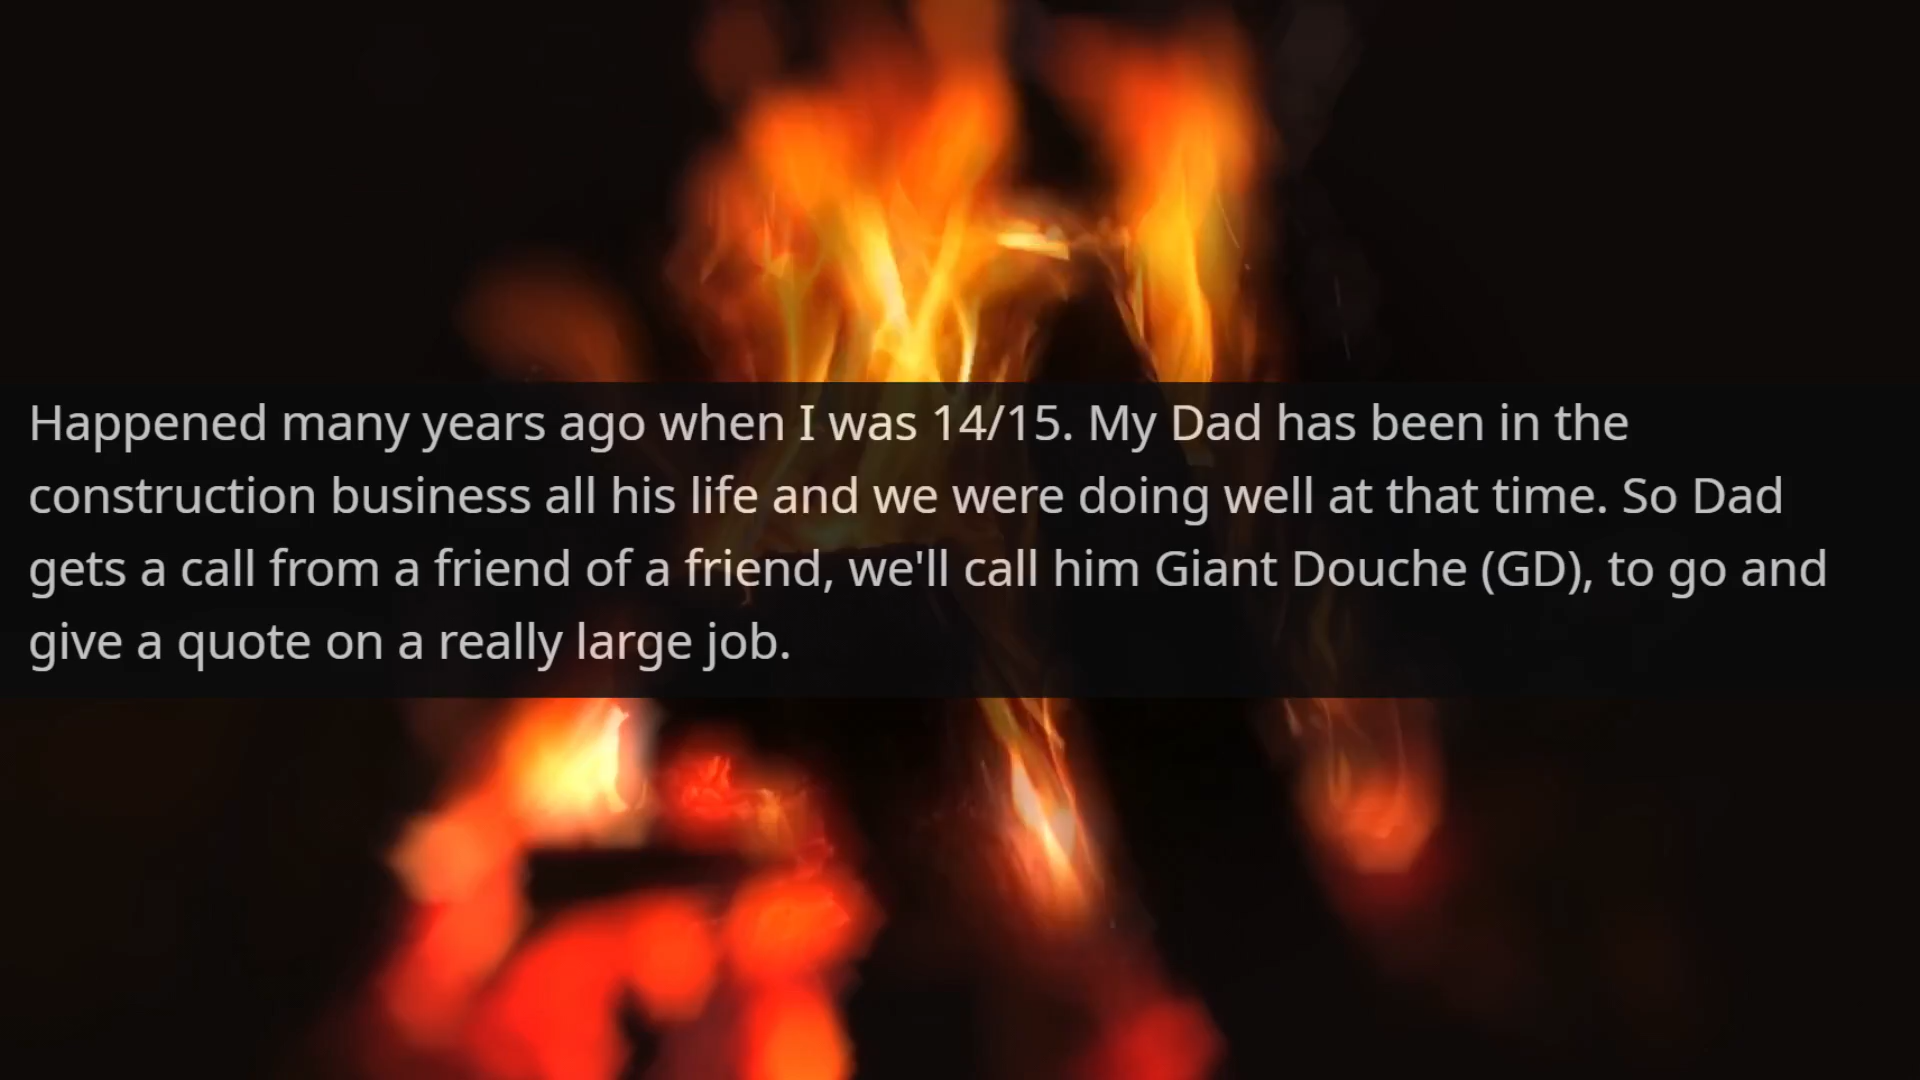 Happened many years ago when I was 14/15. My Dad has been in the
construction business all his life and we were doing well at that time. So Dad
gets a call from a friend of a friend, we'll call him Giant Douche (GD), to go and
give a quote on a really large job.